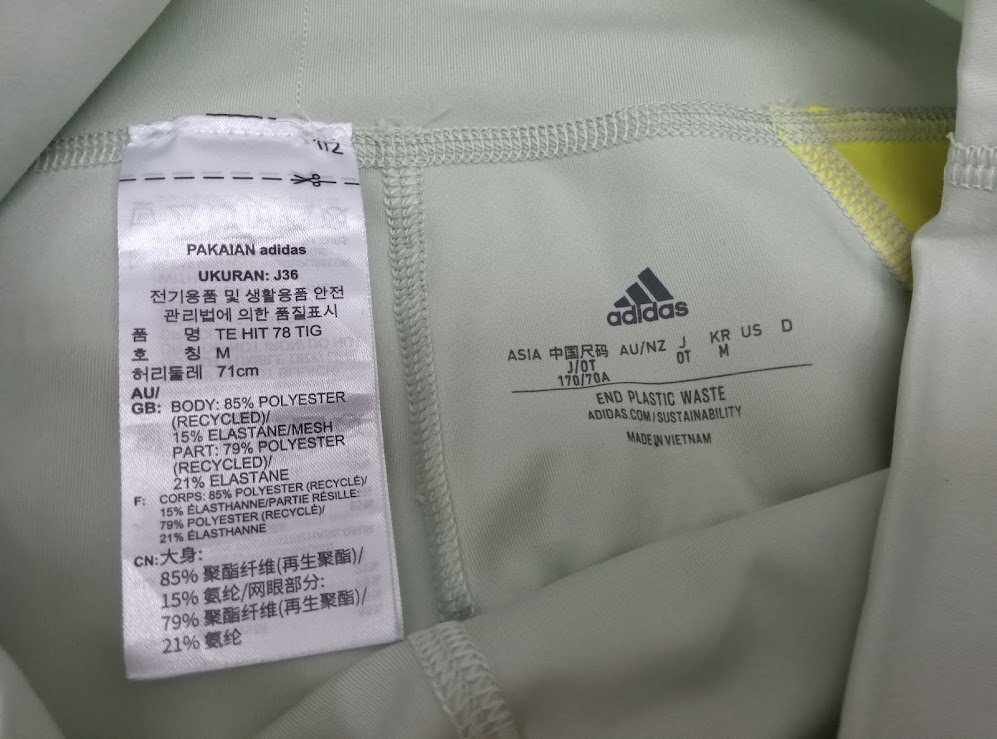 PAKAIAN adidas
UKURAN: J36
전기용품 및 생활용품 안전
관리법에 의한 품질표시
품 명 TE HIT 78 TIG
호 칭 M
허리둘레 71cm
AU/
GB: BODY: 85% POLYESTER
(RECYCLED)/
15% ELASTANE/MESH
PART: 79% POLYESTER
(RECYCLED)/
21% ELASTANE
F: CORPS: 85% POLYESTER (RECYCLÉ)/
15% ÉLASTHANNE/PARTIE RÉSILLE:
79% POLYESTER (RECYCLÉ)/
21% ÉLASTHANNE
CN: 大身:
85% 聚酯纤维(再生聚酯)/
15% 氨纶/网眼部分:
79% 聚酯纤维(再生聚酯)/
21% 氨纶
adidas
ASIA 中国尺码 AU/NZ J KR US D
J/OT OT M
170/70A
END PLASTIC WASTE
ADIDAS.COM/SUSTAINABILITY
MADE IN VIETNAM